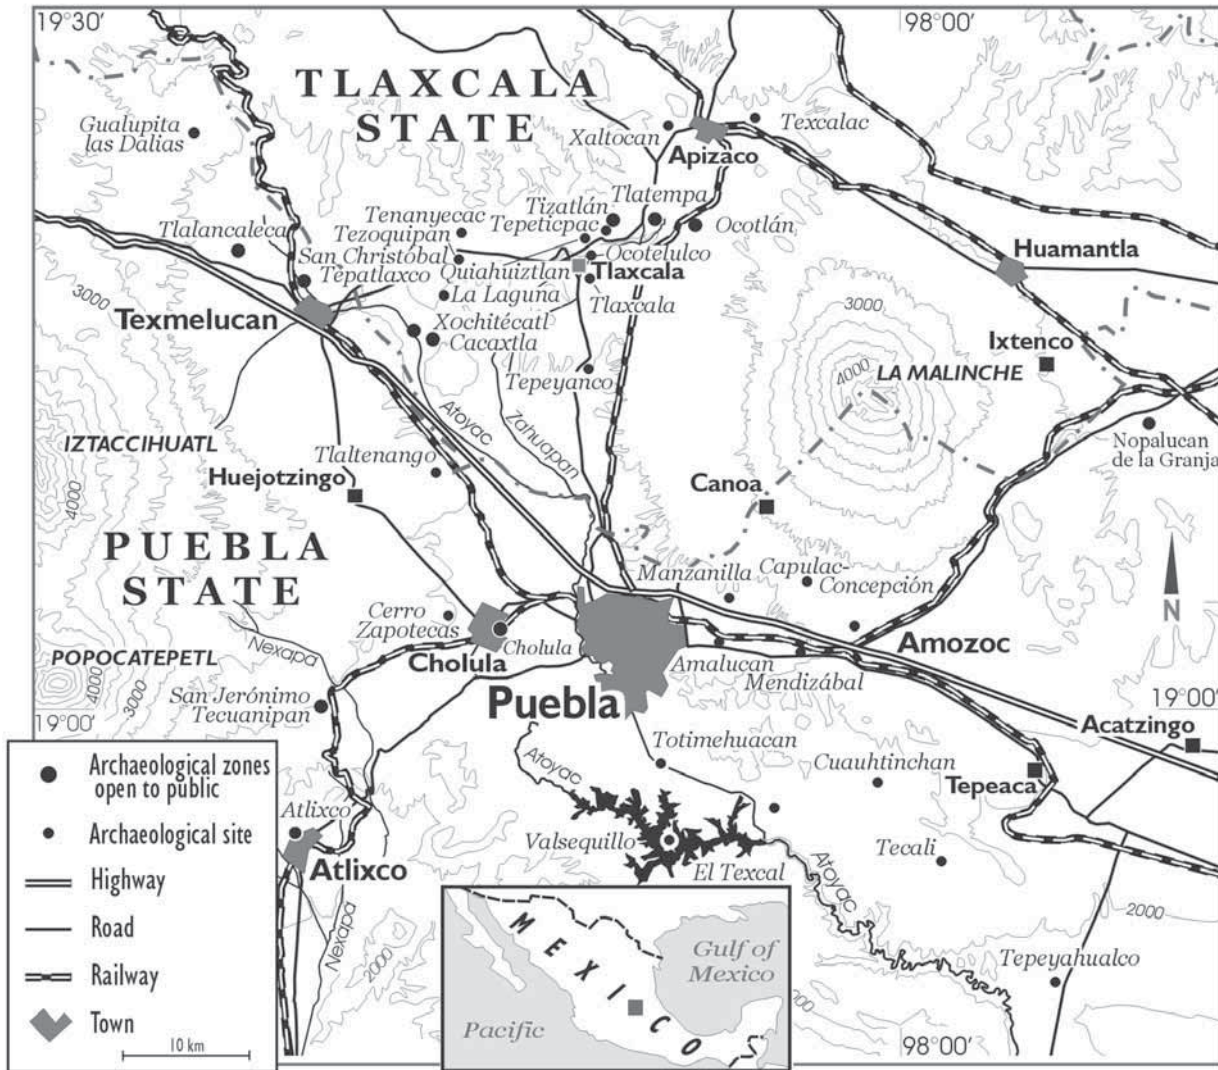 19°30′
98°00′
TLAXCALA
STATE
Gualupita
las Dalias
Xaltocan
Texcalac
Apizaco
Tlatempa
Tizatlán
Tepeticpac
Tenanyecac
Tezoquipan
Ocotlán
Tlalancaleca
San Christóbal
Tepatlaxco
Ocotelulco
Quiahuiztlan
Tlaxcala
Huamantla
3000
La Laguna
Tlaxcala
3000
Texmelucan
Xochitécatl
Cacaxtla
Ixtenco
Tepeyanco
4000
LA MALINCHE
Atoyac
Zahuapan
IZTACCIHUATL
Tlaltenango
Nopalucan
de la Granja
4000
Huejotzingo
Canoa
PUEBLA
STATE
Manzanilla
Capulac-
Concepción
N
Cerro
Zapotecas
Nexapa
Cholula
Cholula
Amozoc
POPOCATEPETL
Amalucan
Mendizábal
4000
3000
San Jerónimo
Tecuanipan
Puebla
19°00′
19°00′
Acatzingo
Totimehuacan
Cuauhtinchan
Tepeaca
Atoyac
Archaeological zones
open to public
Atlixco
Archaeological site
Valsequillo
Tecali
Atlixco
El Texcal
Atoyac
Highway
2000
Road
Nexapa
2000
MEXICO
Gulf of
Mexico
Tepeyahualco
Railway
Town
Pacific
10 km
98°00′